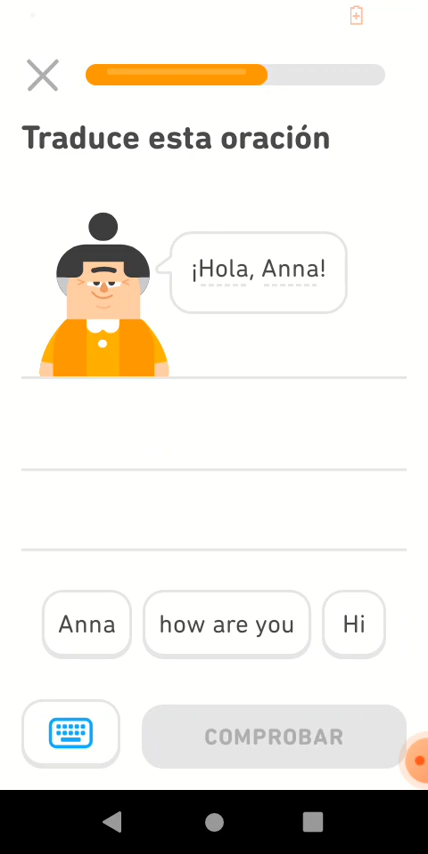 Traduce esta oración
¡Hola, Anna!
Anna
how are you
Hi
COMPROBAR